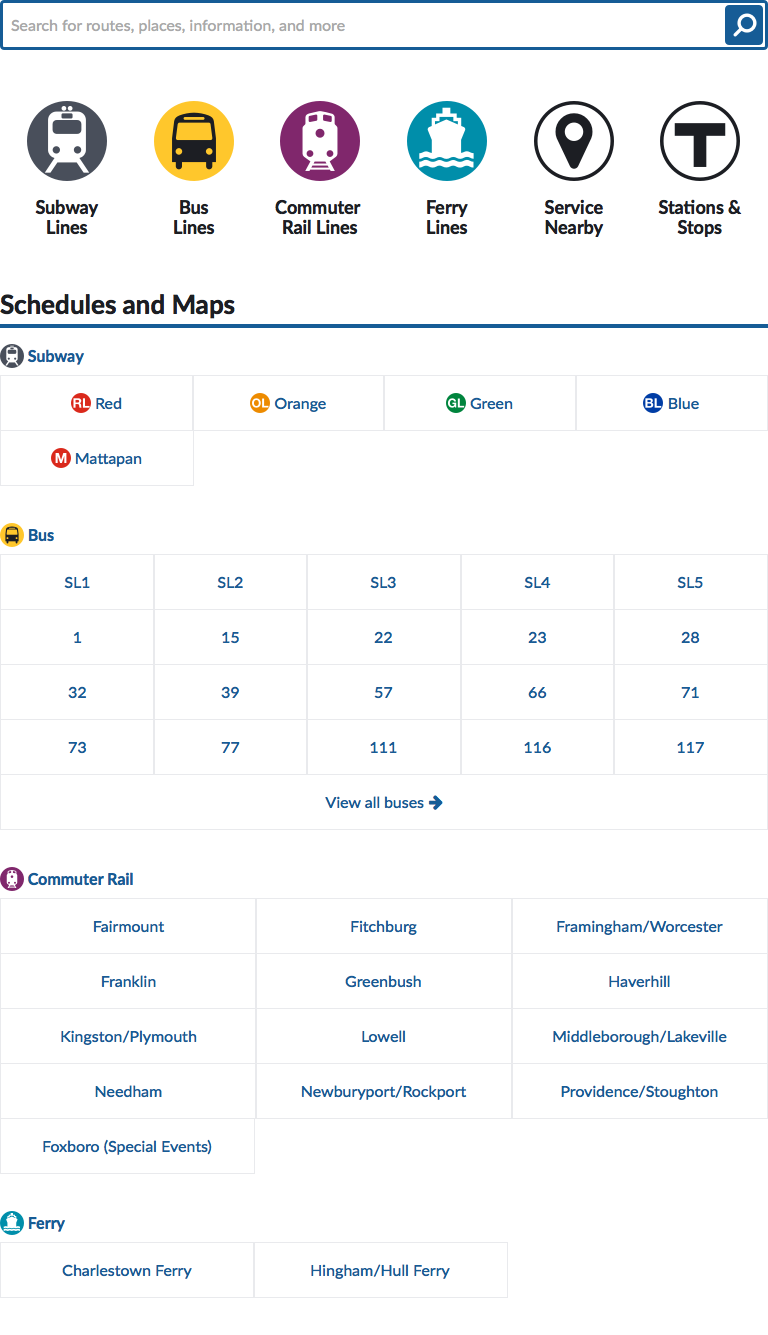 Search for routes, places, information, and more
Subway Lines
Bus Lines
Commuter Rail Lines
Ferry Lines
Service Nearby
T
Stations & Stops
Schedules and Maps
Subway
RL Red
OL Orange
GL Green
BL Blue
M Mattapan
Bus
SL1 SL2 SL3 SL4 SL5
1 15 22 23 28
32 39 57 66 71
73 77 111 116 117
View all buses
Commuter Rail
Fairmount Fitchburg Framingham/Worcester
Franklin Greenbush Haverhill
Kingston/Plymouth Lowell Middleborough/Lakeville
Needham Newburyport/Rockport Providence/Stoughton
Foxboro (Special Events)
Ferry
Charlestown Ferry Hingham/Hull Ferry